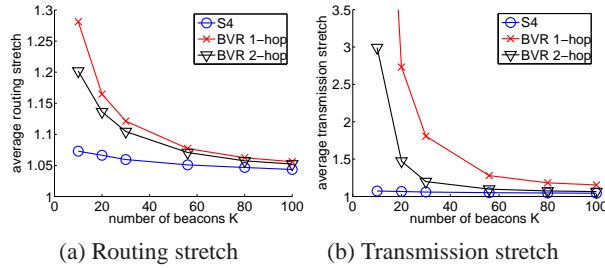 1.3
1.25
1.2
1.15
1.1
1.05
1
average routing stretch
S4
BVR 1−hop
BVR 2−hop
0 20 40 60 80 100
number of beacons K
(a) Routing stretch
3.5
3
2.5
2
1.5
1
average transmission stretch
S4
BVR 1−hop
BVR 2−hop
0 20 40 60 80 100
number of beacons K
(b) Transmission stretch